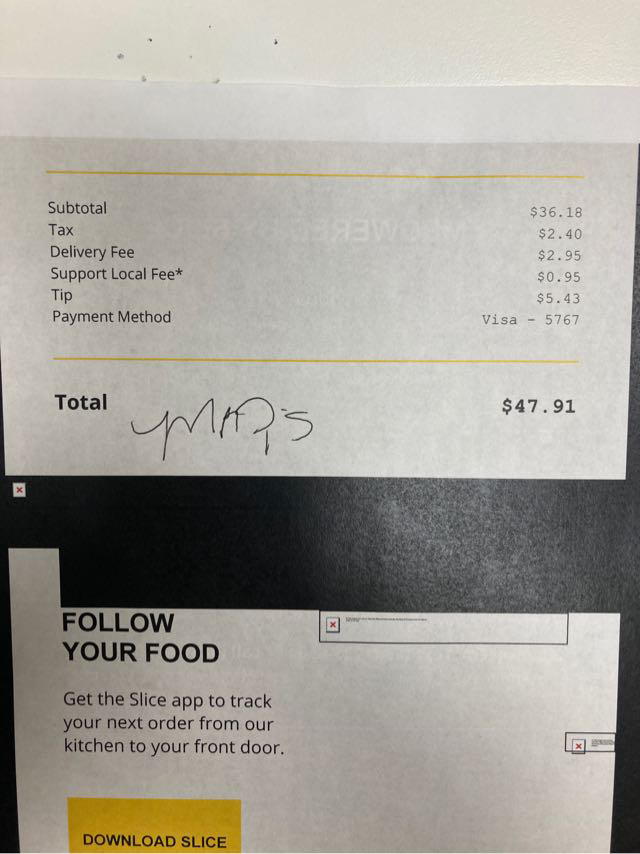 Subtotal $36.18
Tax $2.40
Delivery Fee $2.95
Support Local Fee* $0.95
Tip $5.43
Payment Method Visa - 5767
Total $47.91
FOLLOW
YOUR FOOD
Get the Slice app to track
your next order from our
kitchen to your front door.
DOWNLOAD SLICE